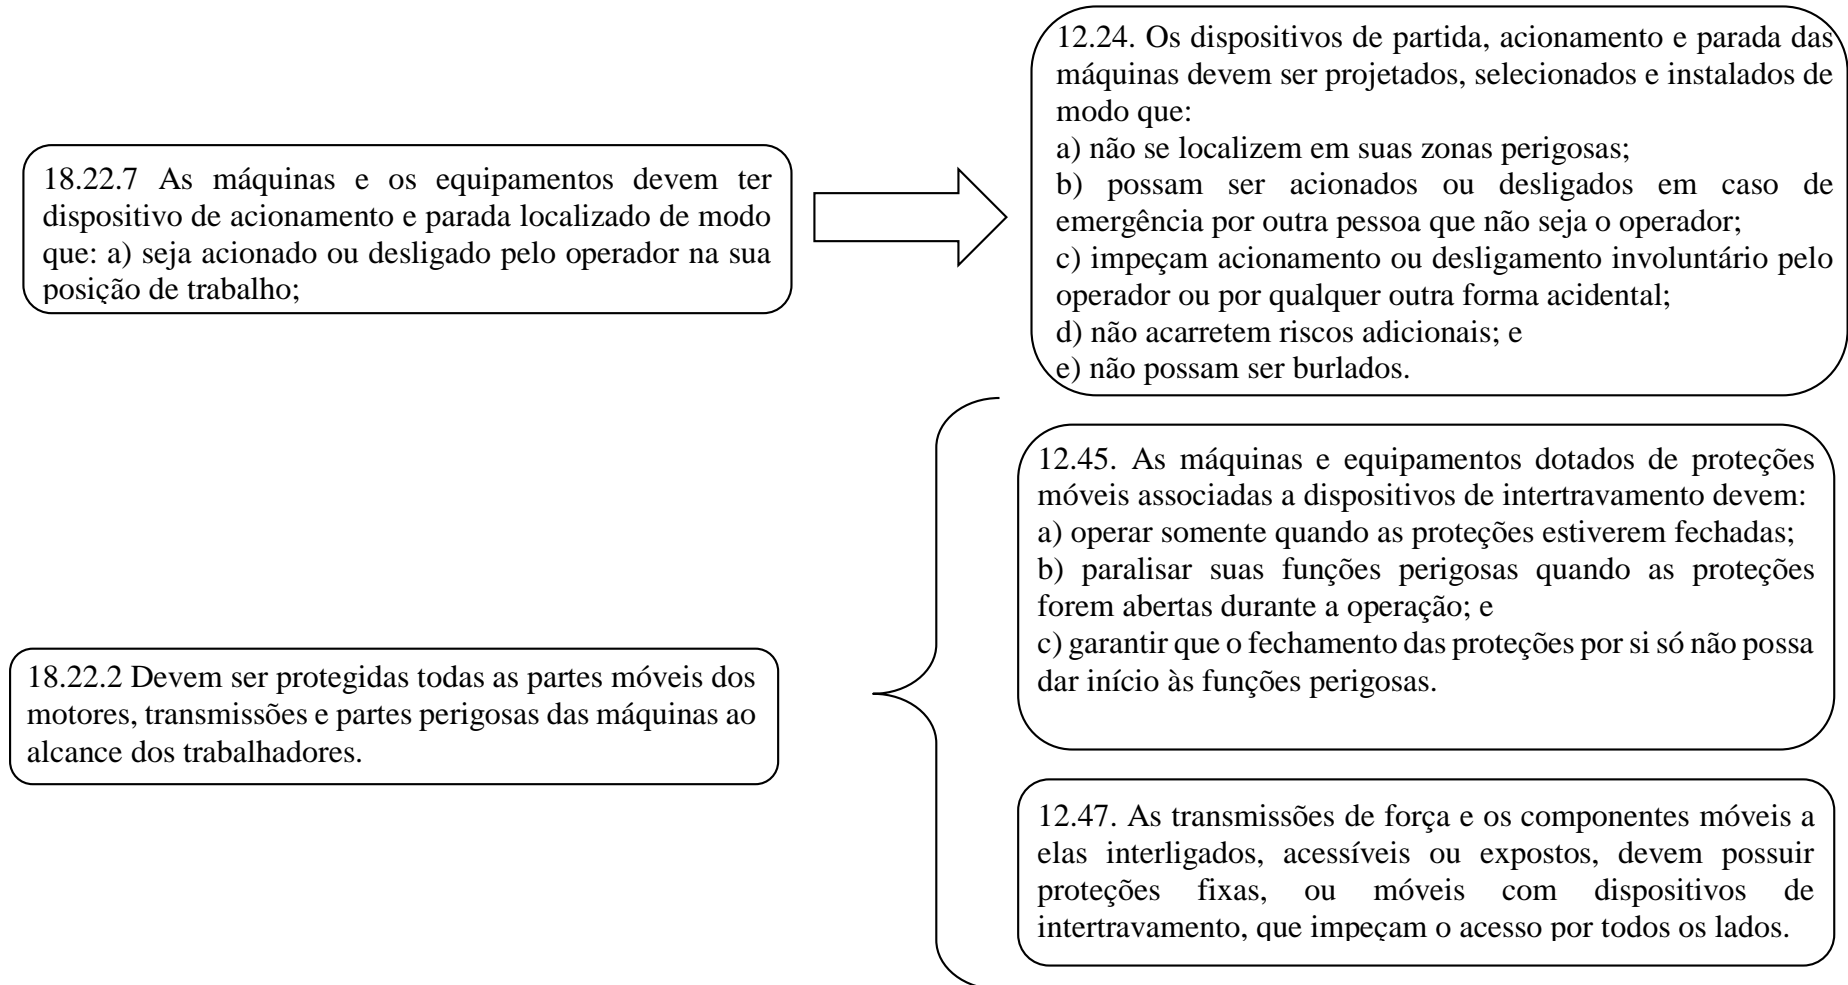 18.22.7 As máquinas e os equipamentos devem ter
dispositivo de acionamento e parada localizado de modo
que: a) seja acionado ou desligado pelo operador na sua
posição de trabalho;
12.24. Os dispositivos de partida, acionamento e parada das
máquinas devem ser projetados, selecionados e instalados de
modo que:
a) não se localizem em suas zonas perigosas;
b) possam ser acionados ou desligados em caso de
emergência por outra pessoa que não seja o operador;
c) impeçam acionamento ou desligamento involuntário pelo
operador ou por qualquer outra forma acidental;
d) não acarretem riscos adicionais; e
e) não possam ser burlados.
18.22.2 Devem ser protegidas todas as partes móveis dos
motores, transmissões e partes perigosas das máquinas ao
alcance dos trabalhadores.
12.45. As máquinas e equipamentos dotados de proteções
móveis associadas a dispositivos de intertravamento devem:
a) operar somente quando as proteções estiverem fechadas;
b) paralisar suas funções perigosas quando as proteções
forem abertas durante a operação; e
c) garantir que o fechamento das proteções por si só não possa
dar início às funções perigosas.
12.47. As transmissões de força e os componentes móveis a
elas interligados, acessíveis ou expostos, devem possuir
proteções fixas, ou móveis com dispositivos de
intertravamento, que impeçam o acesso por todos os lados.